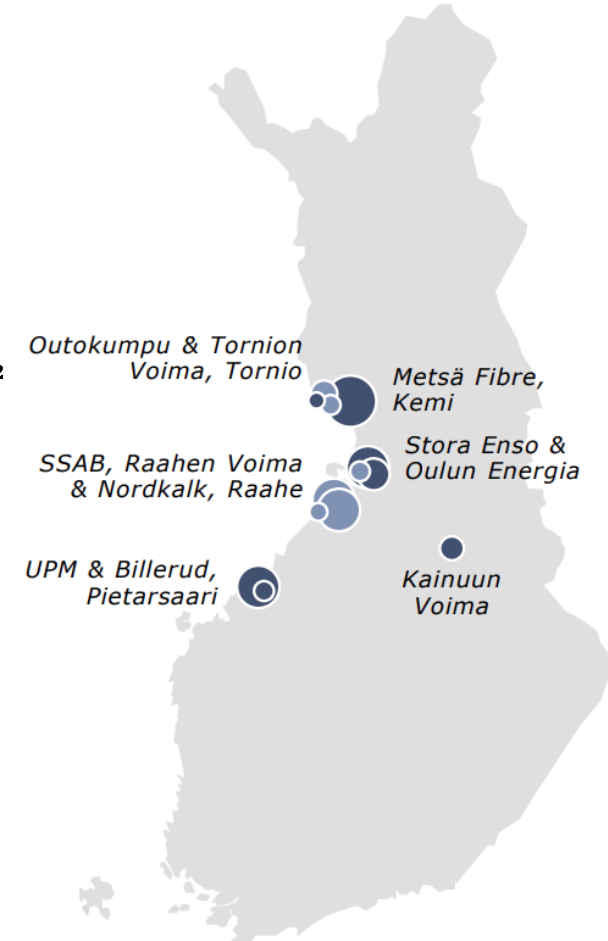 Outokumpu & Tornion
Voima, Tornio
2
Metsä Fibre,
Kemi
Stora Enso &
Oulun Energia
SSAB, Raahen Voima
& Nordkalk, Raahe
UPM & Billerud,
Pietarsaari
Kainuun
Voima